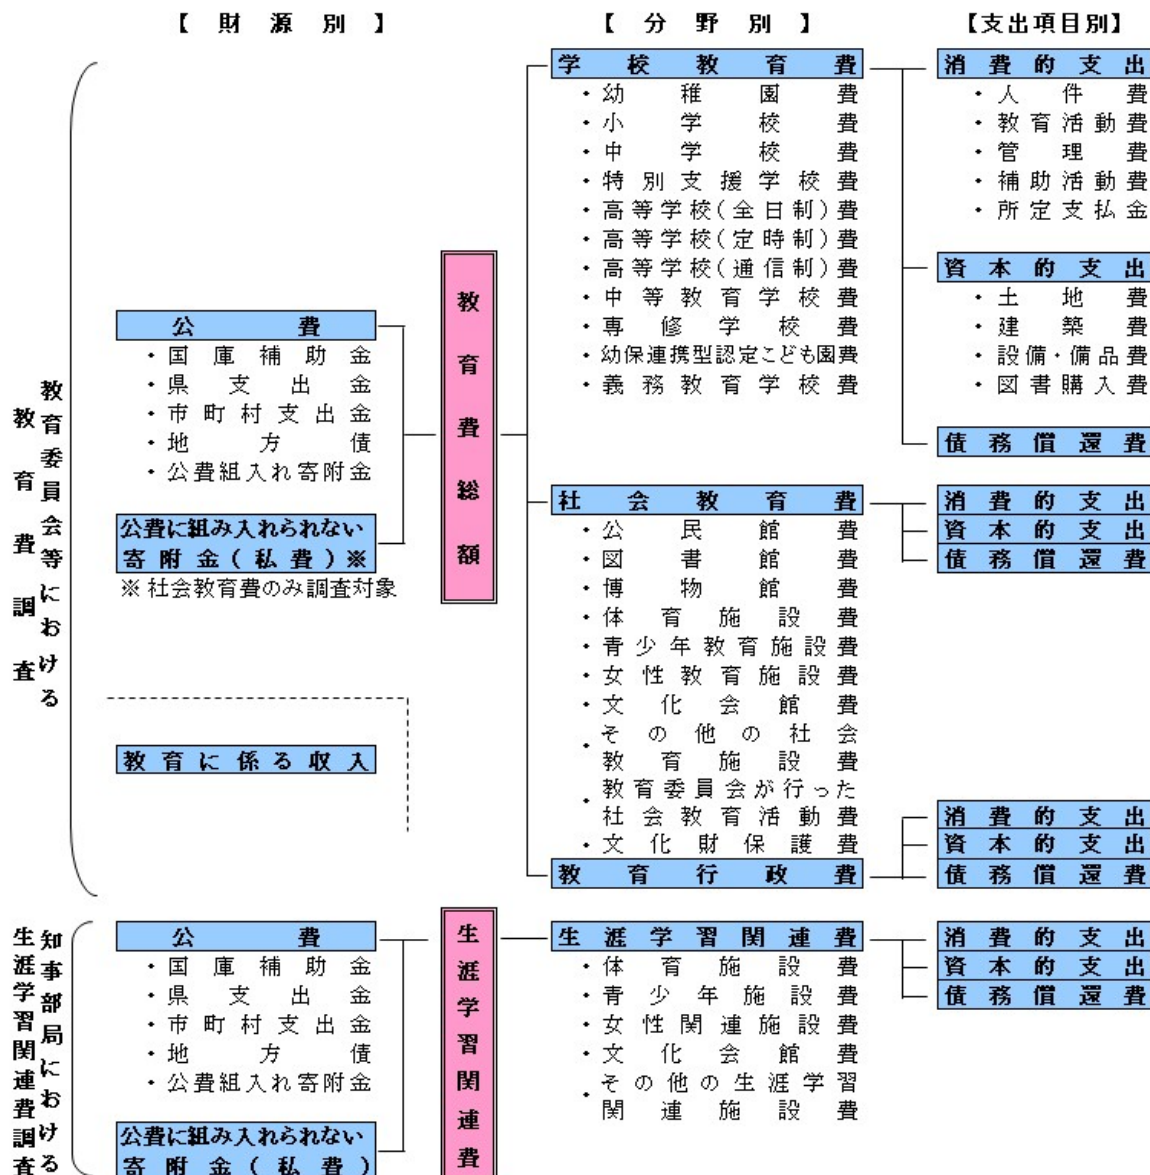 【財源別】
【分野別】
【支出項目別】
教育委員会等における
教育費調査
公費
・国庫補助金
・県支出金
・市町村支出金
・地方債
・公費組入れ寄附金
公費に組み入れられない
寄附金(私費)※
※社会教育費のみ調査対象
教育に係る収入
教育費総額
学校教育費
・幼稚園費
・小学校費
・中学校費
・特別支援学校費
・高等学校(全日制)費
・高等学校(定時制)費
・高等学校(通信制)費
・中等教育学校費
・専修学校費
・幼保連携型認定こども園費
・義務教育学校費
消費的支出
・人件費
・教育活動費
・管理費
・補助活動費
・所定支払金
資本的支出
・土地費
・建築費
・設備・備品費
・図書購入費
債務償還費
社会教育費
・公民館費
・図書館費
・博物館費
・体育施設費
・青少年教育施設費
・女性教育施設費
・文化会館費
・その他の社会
教育施設費
・教育委員会が行った
社会教育活動費
・文化財保護費
消費的支出
資本的支出
債務償還費
教育行政費
消費的支出
資本的支出
債務償還費
知事部局における
生涯学習関連費調査
公費
・国庫補助金
・県支出金
・市町村支出金
・地方債
・公費組入れ寄附金
公費に組み入れられない
寄附金(私費)
生涯学習関連費
生涯学習関連費
・体育施設費
・青少年施設費
・女性関連施設費
・文化会館費
・その他の生涯学習
関連施設費
消費的支出
資本的支出
債務償還費